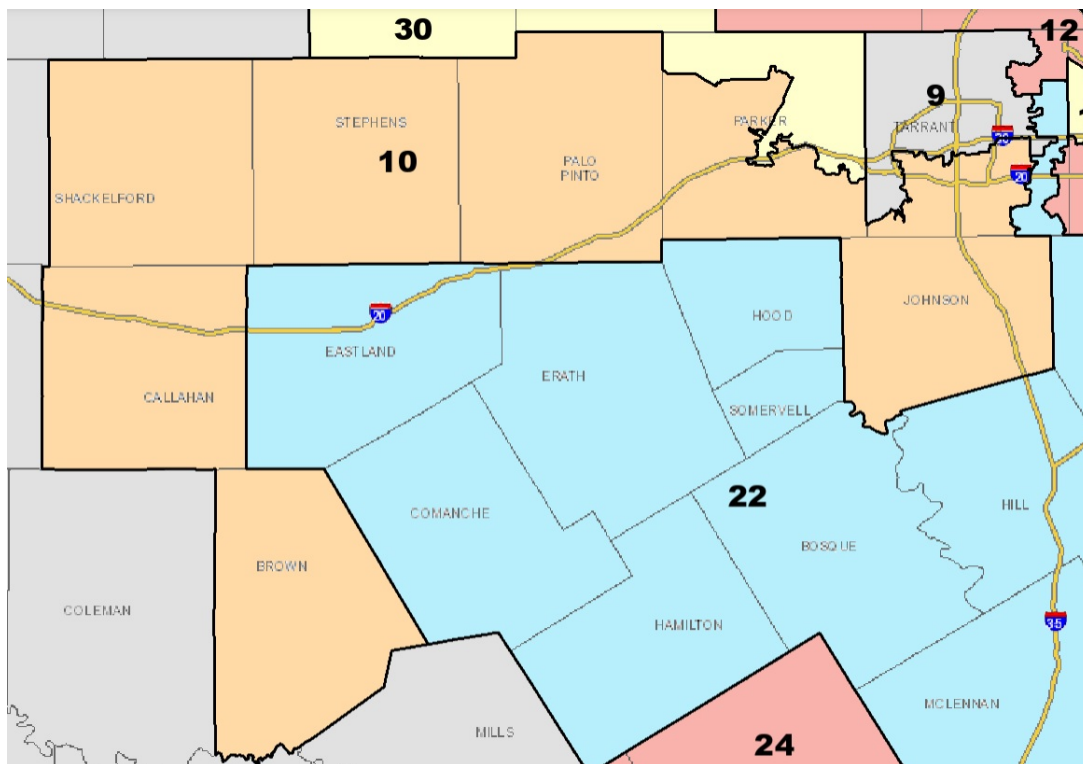 30
12
STEPHENS
10
PALO
PINTO
PARKER
9
TARRANT
20
20
SHACKELFORD
HOOD
JOHNSON
20
EASTLAND
ERATH
CALLAHAN
SOMERVELL
22
COMANCHE
HILL
BOSQUE
BROWN
COLEMAN
HAMILTON
35
MCLENNAN
MILLS
24